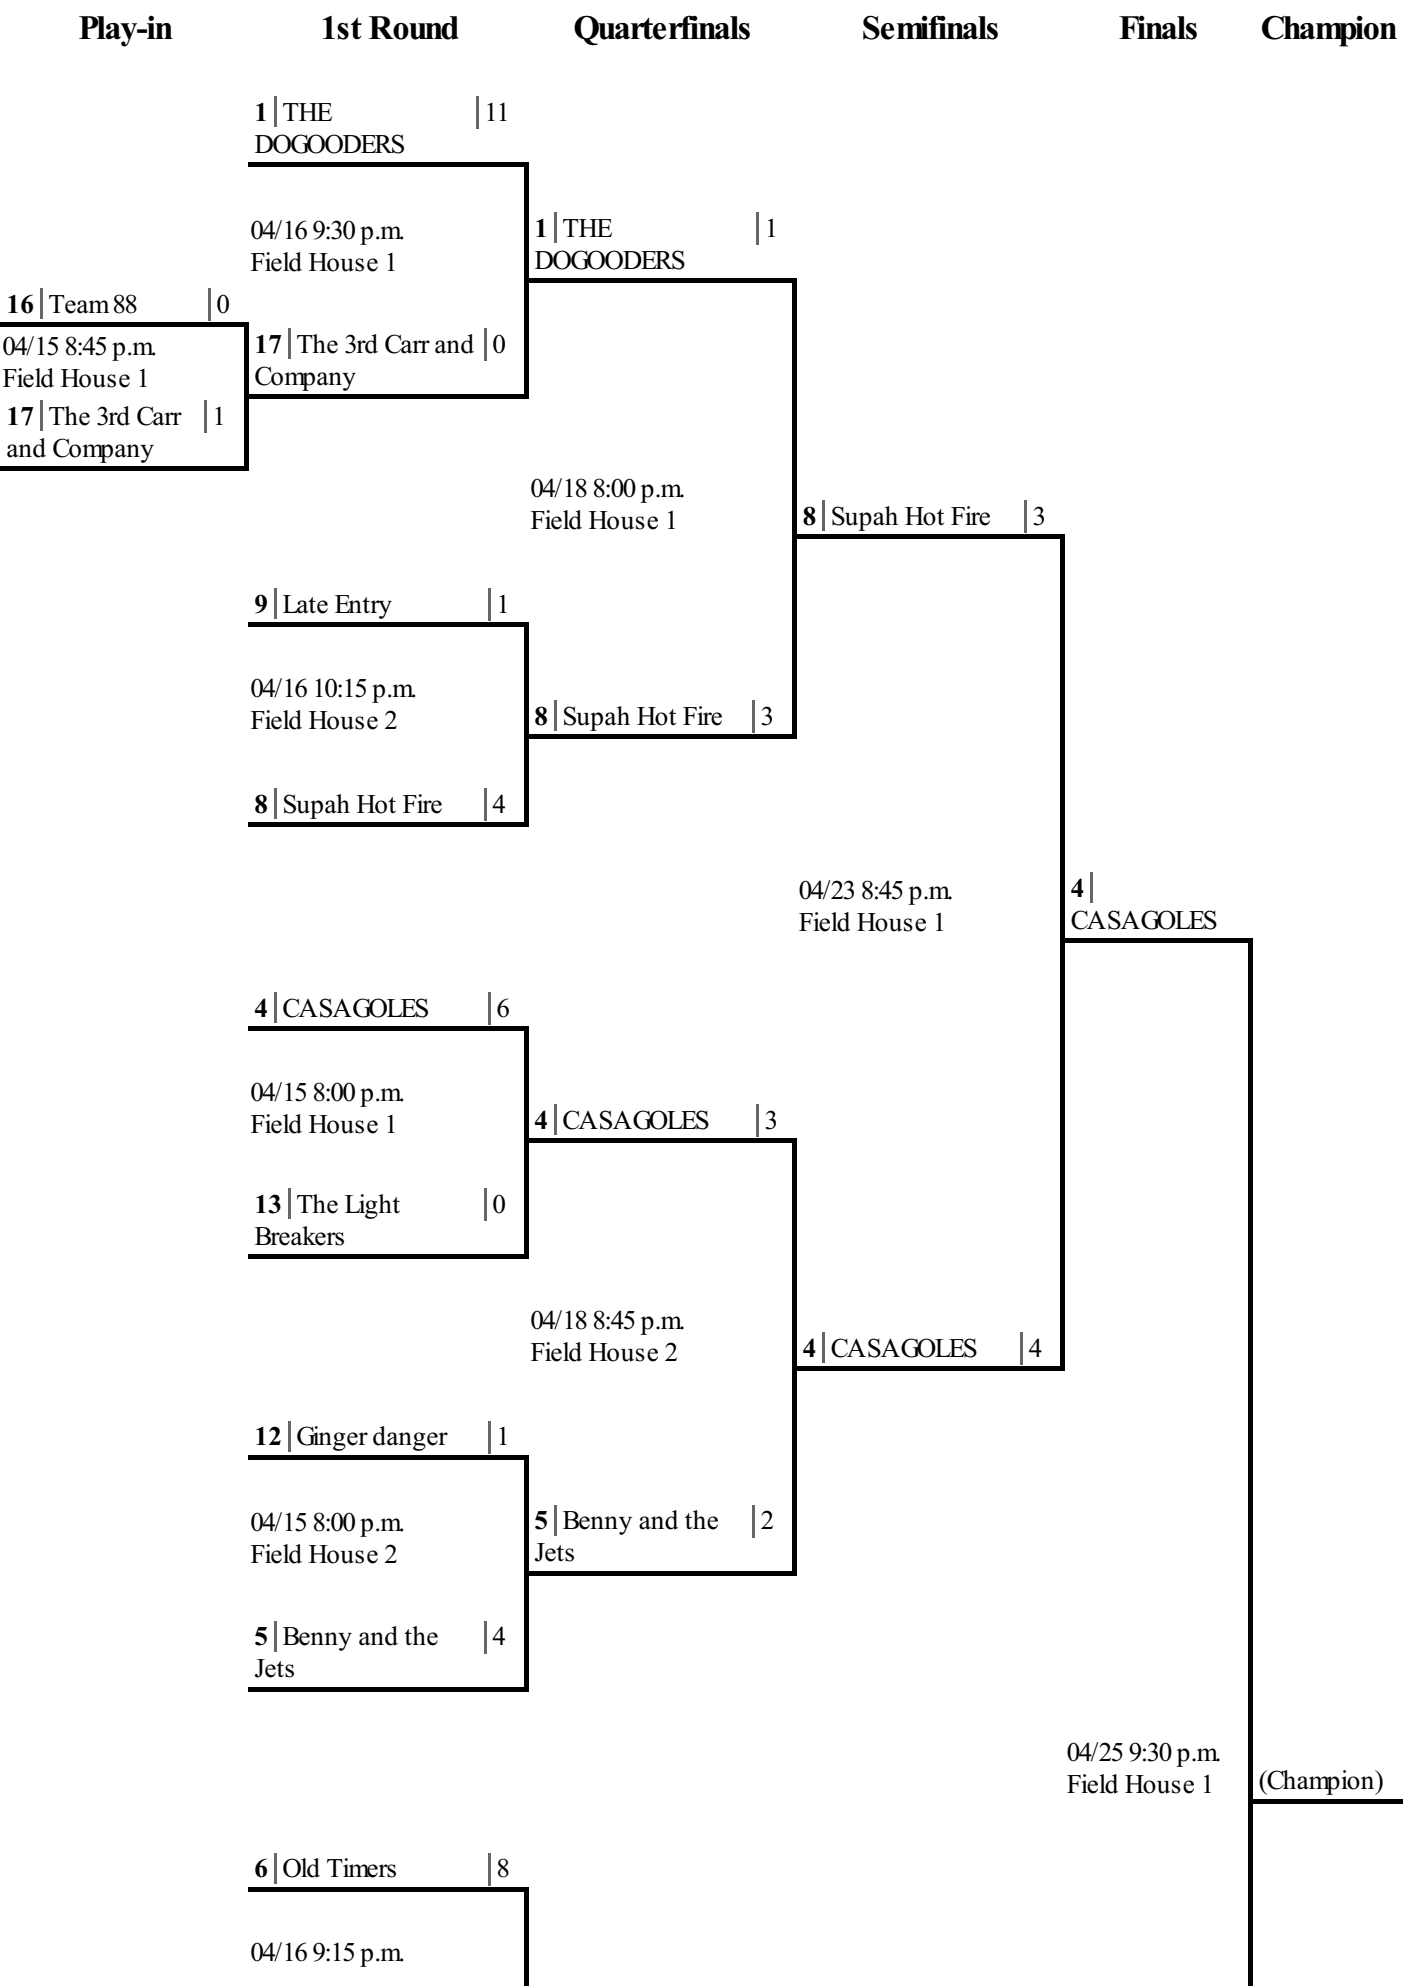 Play-in 1st Round Quarterfinals Semifinals Finals Champion
1 THE 11
DOGOODERS
04/16 9:30 p.m.
Field House 1
1 THE 1
DOGOODERS
16 Team 88 0
04/15 8:45 p.m.
Field House 1
17 The 3rd Carr 1
and Company
17 The 3rd Carr and 0
Company
04/18 8:00 p.m.
Field House 1
8 Supah Hot Fire 3
9 Late Entry 1
04/16 10:15 p.m.
Field House 2
8 Supah Hot Fire 3
8 Supah Hot Fire 4
04/23 8:45 p.m.
Field House 1
4
CASAGOLES
4 CASAGOLES 6
04/15 8:00 p.m.
Field House 1
4 CASAGOLES 3
13 The Light 0
Breakers
04/18 8:45 p.m.
Field House 2
4 CASAGOLES 4
12 Ginger danger 1
04/15 8:00 p.m.
Field House 2
5 Benny and the 2
Jets
5 Benny and the 4
Jets
04/25 9:30 p.m.
Field House 1
(Champion)
6 Old Timers 8
04/16 9:15 p.m.